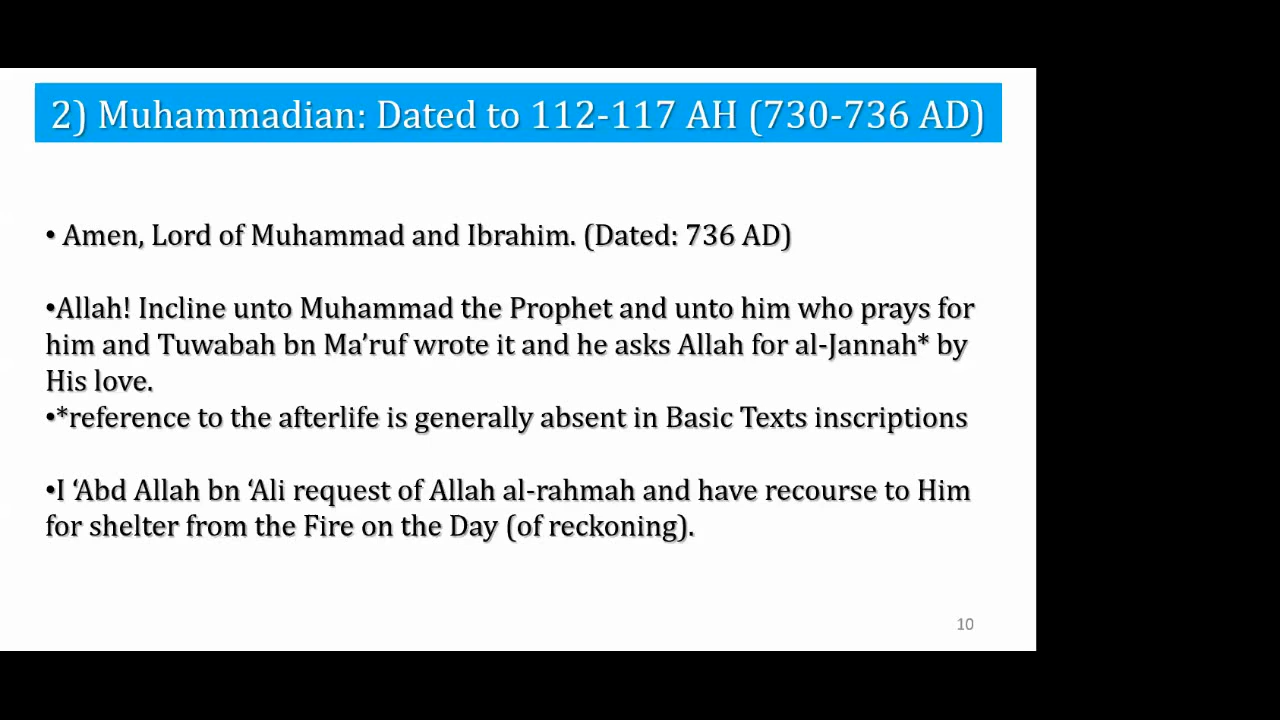 2) Muhammadian: Dated to 112-117 AH (730-736 AD)
• Amen, Lord of Muhammad and Ibrahim. (Dated: 736 AD)
•Allah! Incline unto Muhammad the Prophet and unto him who prays for
him and Tuwabah bn Ma’ruf wrote it and he asks Allah for al-Jannah* by
His love.
•*reference to the afterlife is generally absent in Basic Texts inscriptions
•I ‘Abd Allah bn ‘Ali request of Allah al-rahmah and have recourse to Him
for shelter from the Fire on the Day (of reckoning).
10